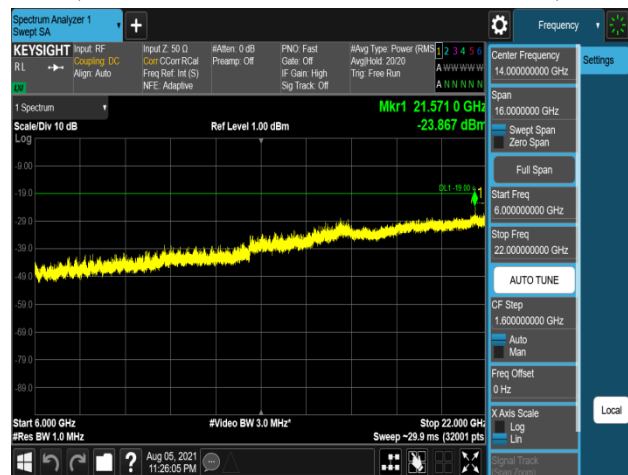 Spectrum Analyzer 1
Swept SA
Frequency
KEYSIGHT
RL
LXI
Input: RF
Coupling: DC
Align: Auto
Input Z: 50 Ω
Corr CCorr RCal
Freq Ref: Int (S)
NFE: Adaptive
#Atten: 0 dB
Preamp: Off
PNO: Fast
Gate: Off
IF Gain: High
Sig Track: Off
#Avg Type: Power (RMS
Avg|Hold: 20/20
Trig: Free Run
1 2 3 4 5 6
A W W W W W
A N N N N N
1 Spectrum
Mkr1 21.571 0 GHz
-23.867 dBm
Scale/Div 10 dB
Ref Level 1.00 dBm
Log
-9.00
-19.0
-29.0
-39.0
-49.0
-59.0
-69.0
-79.0
-89.0
DL1 -19.00
1
Start 6.000 GHz
#Video BW 3.0 MHz*
Stop 22.000 GHz
#Res BW 1.0 MHz
Sweep ~29.9 ms (32001 pts
Aug 05, 2021
11:26:05 PM
?
Center Frequency
14.000000000 GHz
Span
16.0000000 GHz
Swept Span
Zero Span
Full Span
Start Freq
6.000000000 GHz
Stop Freq
22.000000000 GHz
AUTO TUNE
CF Step
1.600000000 GHz
Auto
Man
Freq Offset
0 Hz
X Axis Scale
Log
Lin
Signal Track
(Span Zoom)
Settings
Local